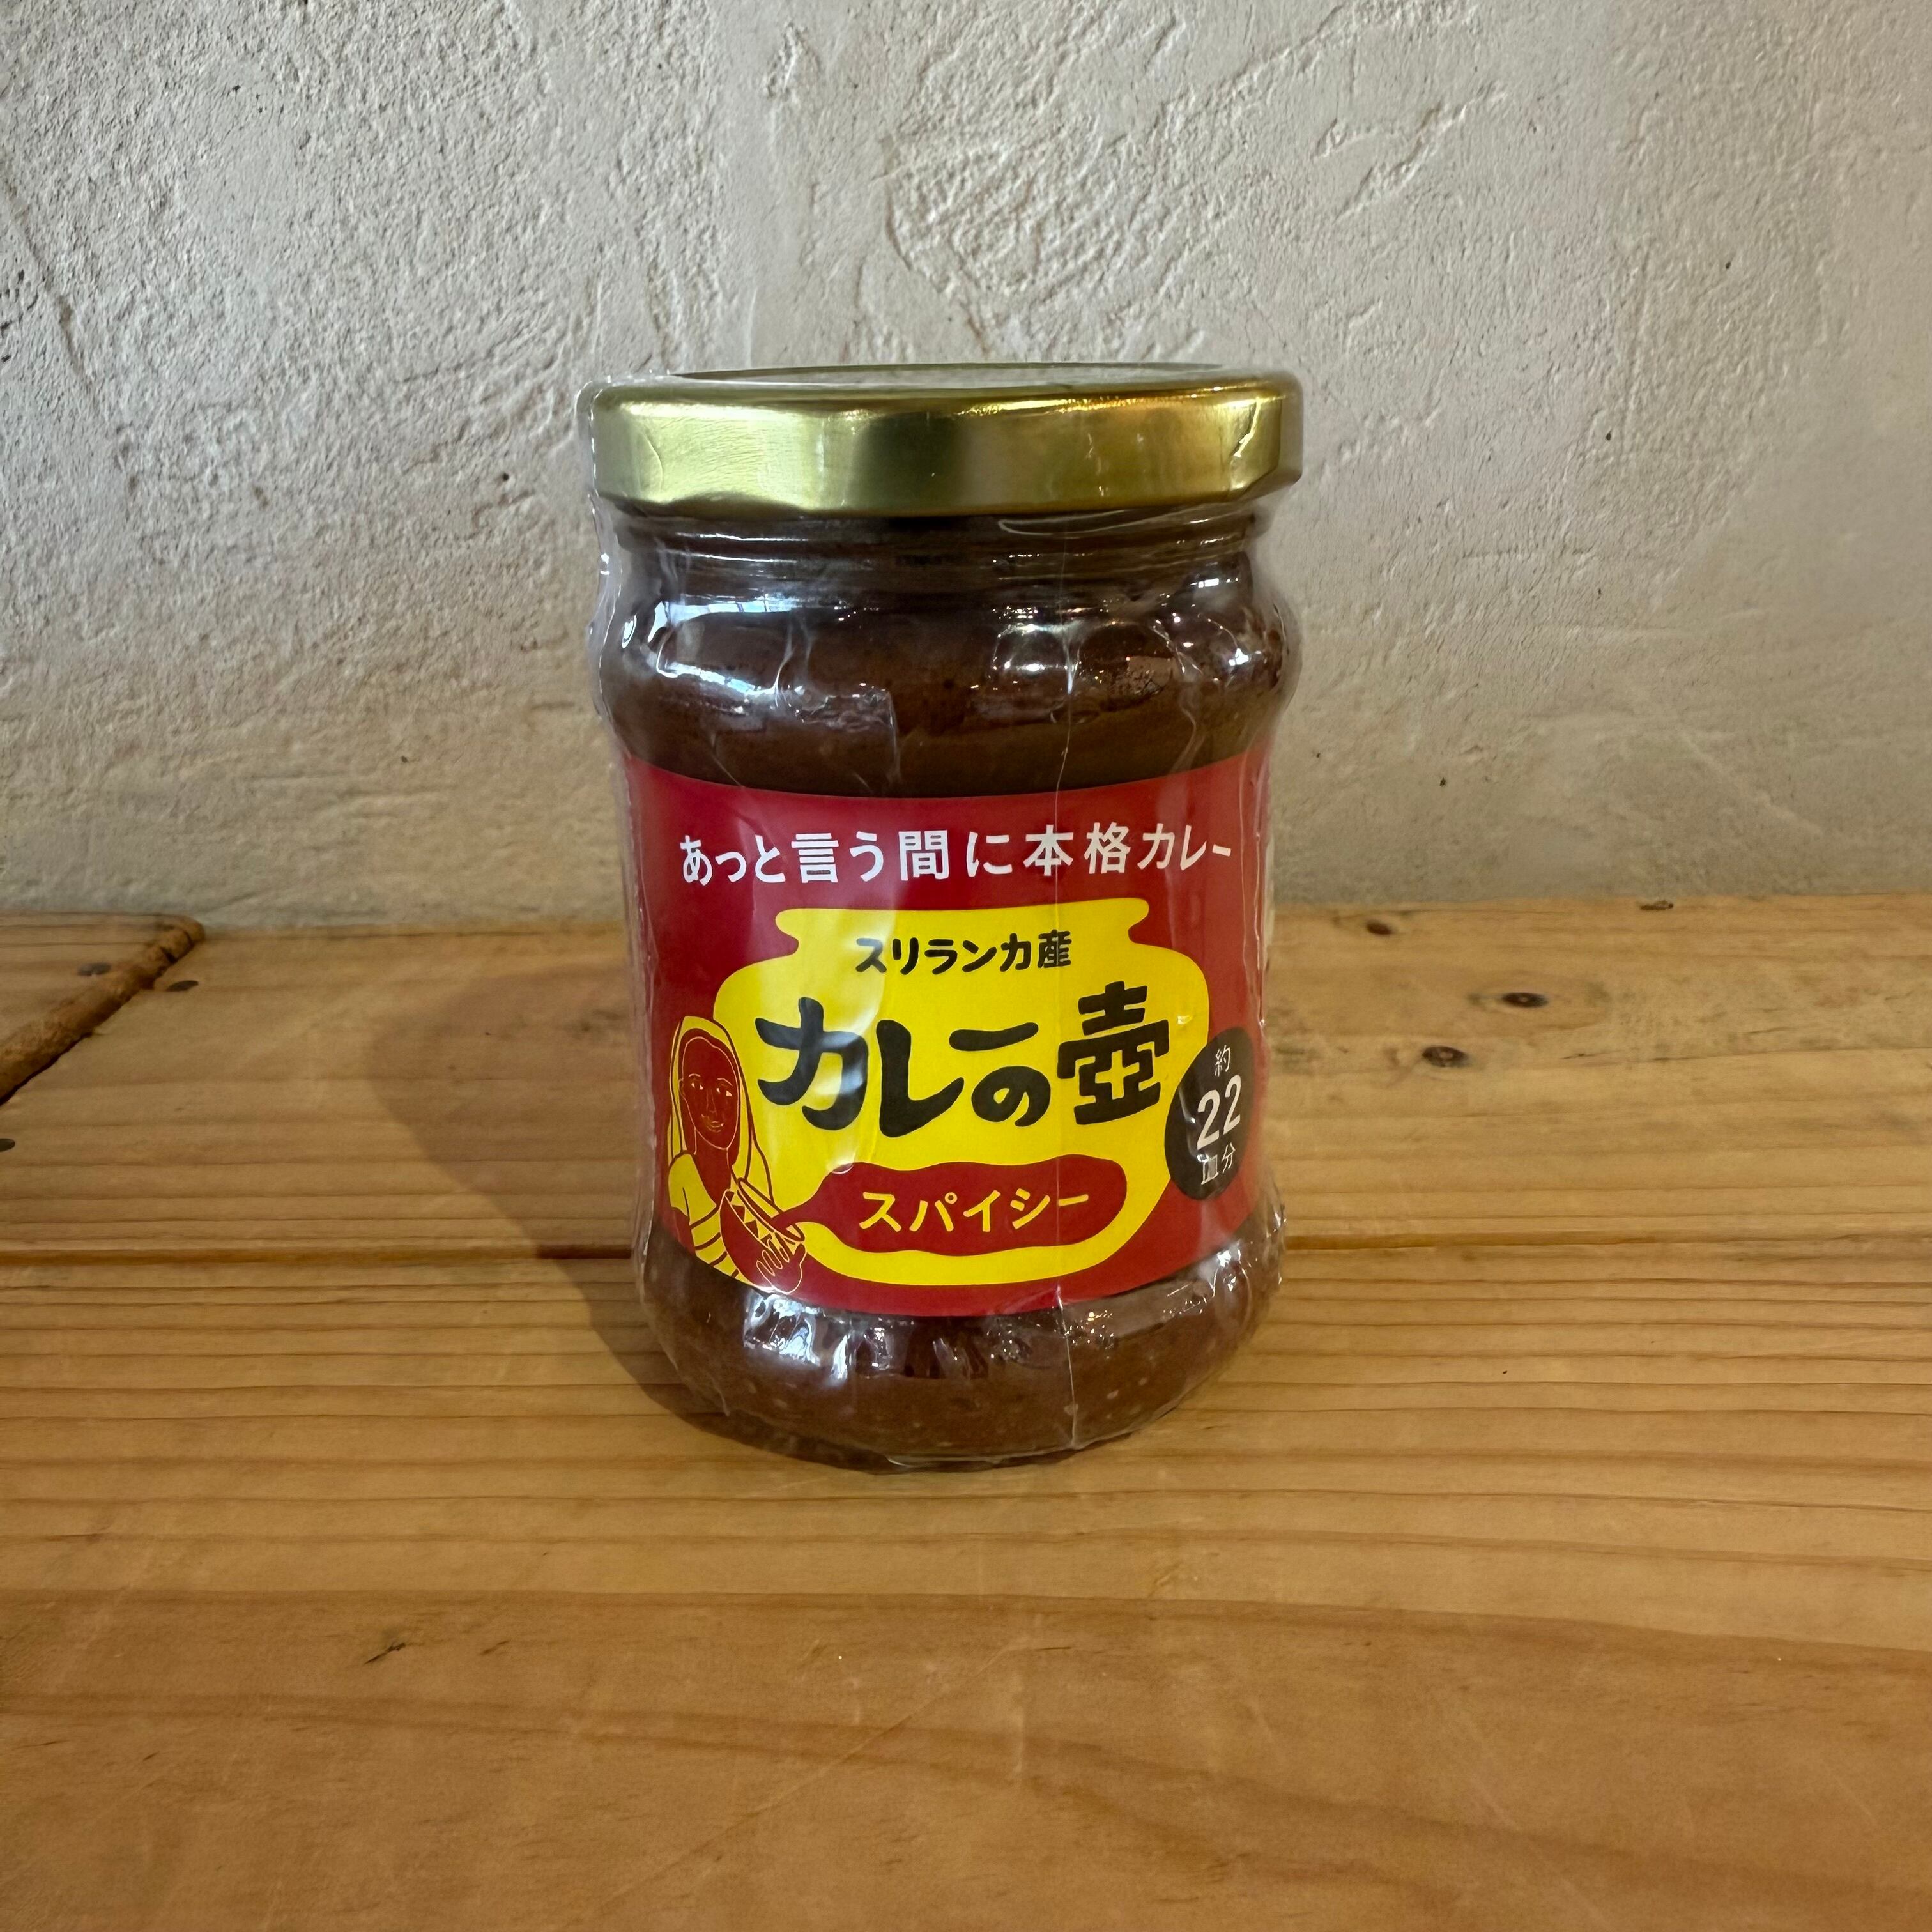 あっと言う間に本格カレー
スリランカ産
カレーの壺
約
22
皿分
スパイシー